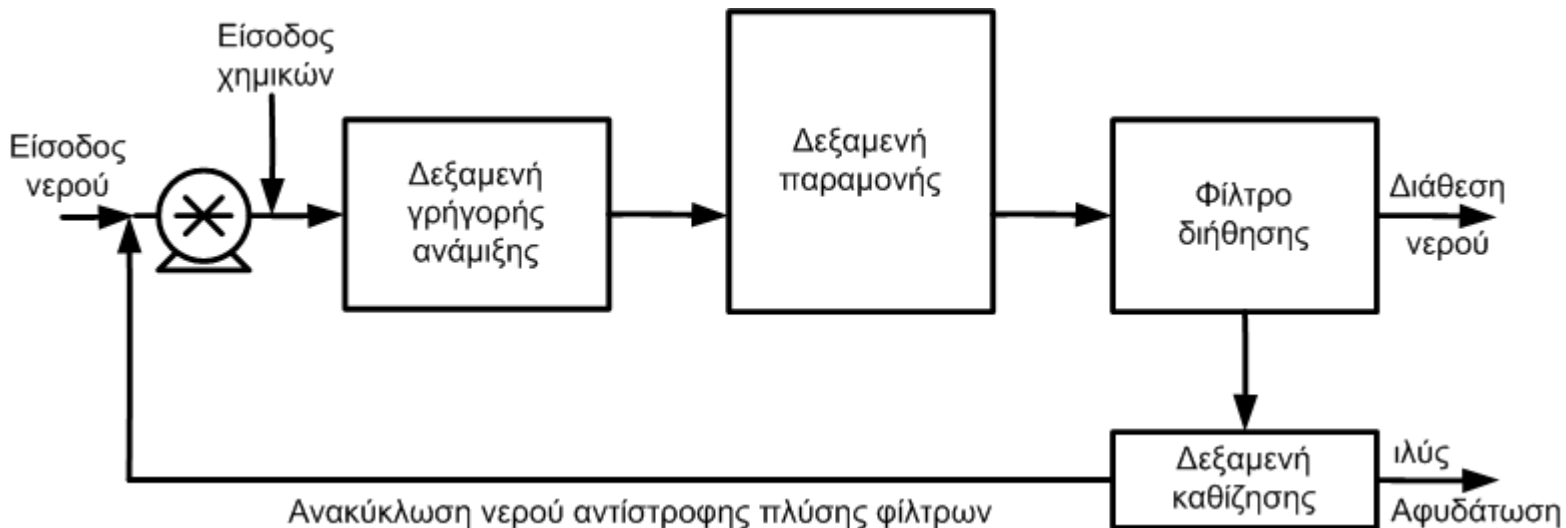 Είσοδος
χημικών
Είσοδος
νερού
Δεξαμενή
γρήγορής
ανάμιξης
Δεξαμενή
παραμονής
Φίλτρο
διήθησης
Διάθεση
νερού
Δεξαμενή
καθίζησης
ιλύς
Αφυδάτωση
Ανακύκλωση νερού αντίστροφης πλύσης φίλτρων